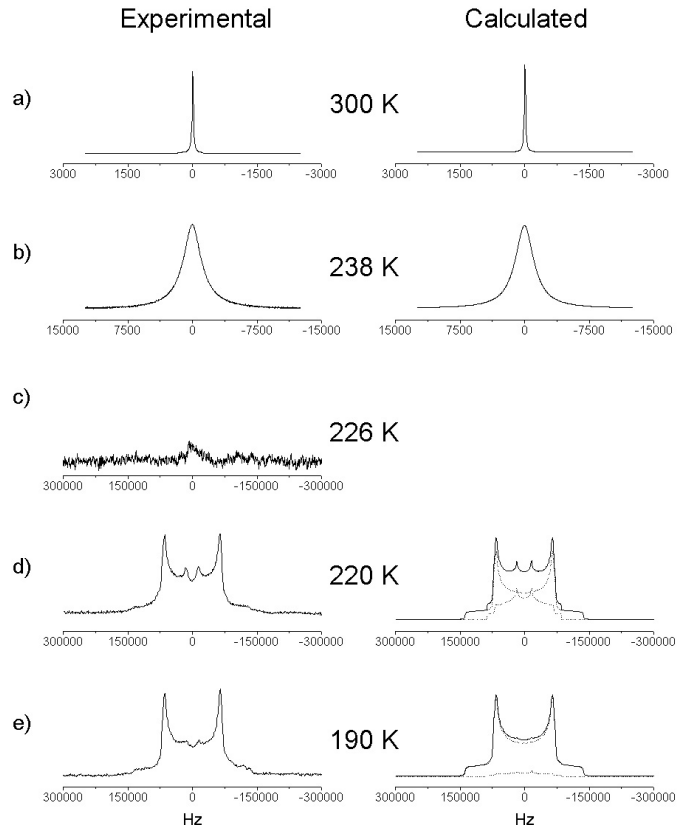 Experimental Calculated
a) 300 K
3000 1500 0 -1500 -3000 3000 1500 0 -1500 -3000
b) 238 K
15000 7500 0 -7500 -15000 15000 7500 0 -7500 -15000
c) 226 K
300000 150000 0 -150000 -300000
d) 220 K
300000 150000 0 -150000 -300000 300000 150000 0 -150000 -300000
e) 190 K
300000 150000 0 -150000 -300000 300000 150000 0 -150000 -300000
Hz Hz